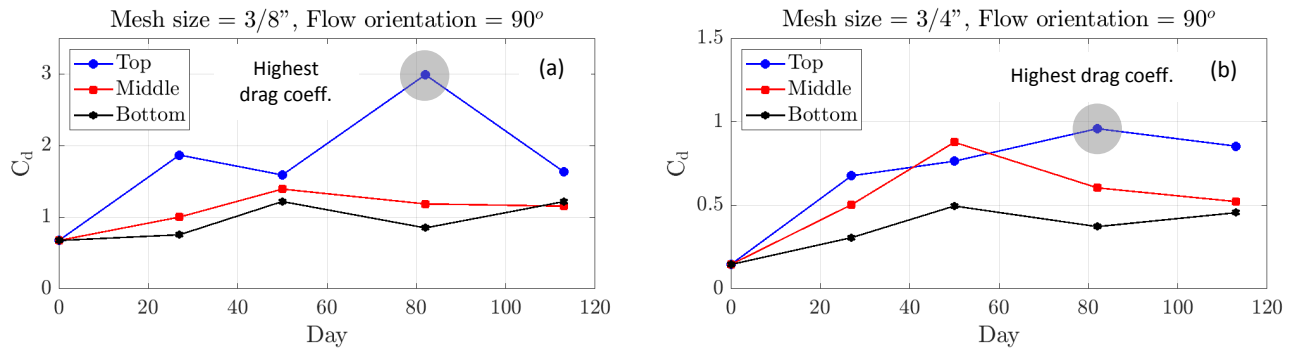 Mesh size = 3/8”, Flow orientation = 90°
Top
Middle
Bottom
Highest
drag coeff.
(a)
3
2
1
0
C_d
0 20 40 60 80 100 120
Day
Mesh size = 3/4”, Flow orientation = 90°
1.5
Top
Middle
Bottom
Highest drag coeff.
(b)
1
0.5
0
C_d
0 20 40 60 80 100 120
Day